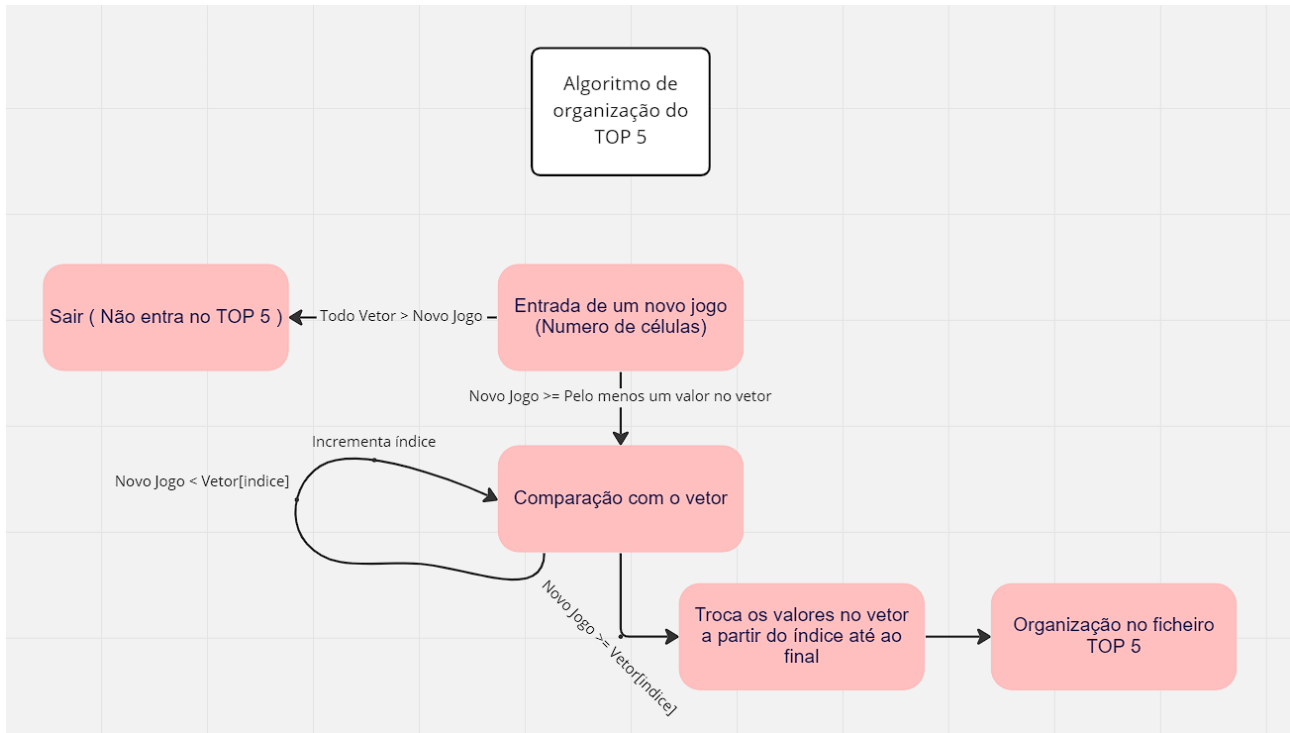 Algoritmo de
organização do
TOP 5
Sair ( Não entra no TOP 5 )
Todo Vetor > Novo Jogo
Entrada de um novo jogo
(Numero de células)
Novo Jogo >= Pelo menos um valor no vetor
Incrementa índice
Novo Jogo < Vetor[indice]
Comparação com o vetor
Novo Jogo >= Vetor[indice]
Troca os valores no vetor
a partir do índice até ao
final
Organização no ficheiro
TOP 5